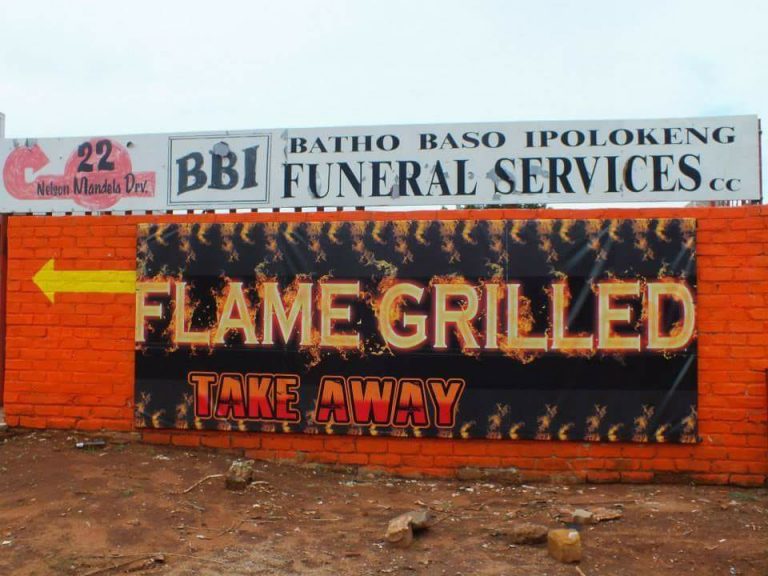 22
Nelson Mandela Drv.
BBI
BATHO BASO IPOLOKENG
FUNERAL SERVICES CC
FLAME GRILLED
TAKE AWAY